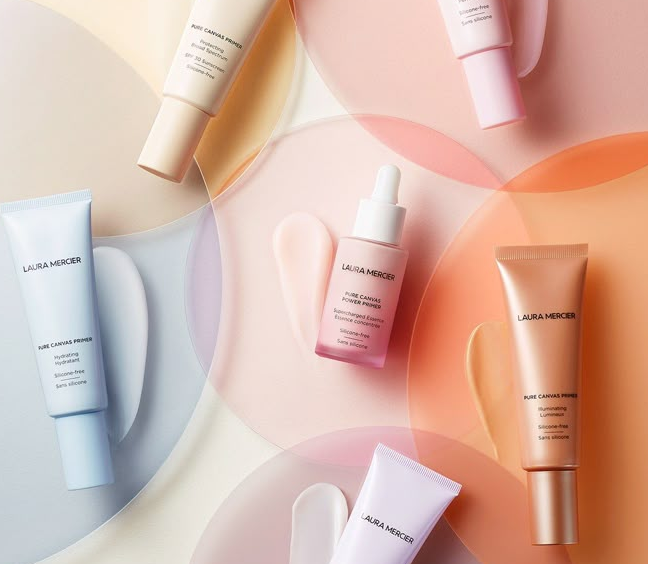 PURE CANVAS PRIMER
Protecting
Broad Spectrum
SPF 30 Sunscreen
Silicone-free
Silicone-free
Sans silicone
LAURA MERCIER
PURE CANVAS PRIMER
Hydrating
Hydratant
Silicone-free
Sans silicone
LAURA MERCIER
PURE CANVAS
POWER PRIMER
Supercharged Essence
Essence concentrée
Silicone-free
Sans silicone
LAURA MERCIER
PURE CANVAS PRIMER
Illuminating
Lumineux
Silicone-free
Sans silicone
LAURA MERCIER